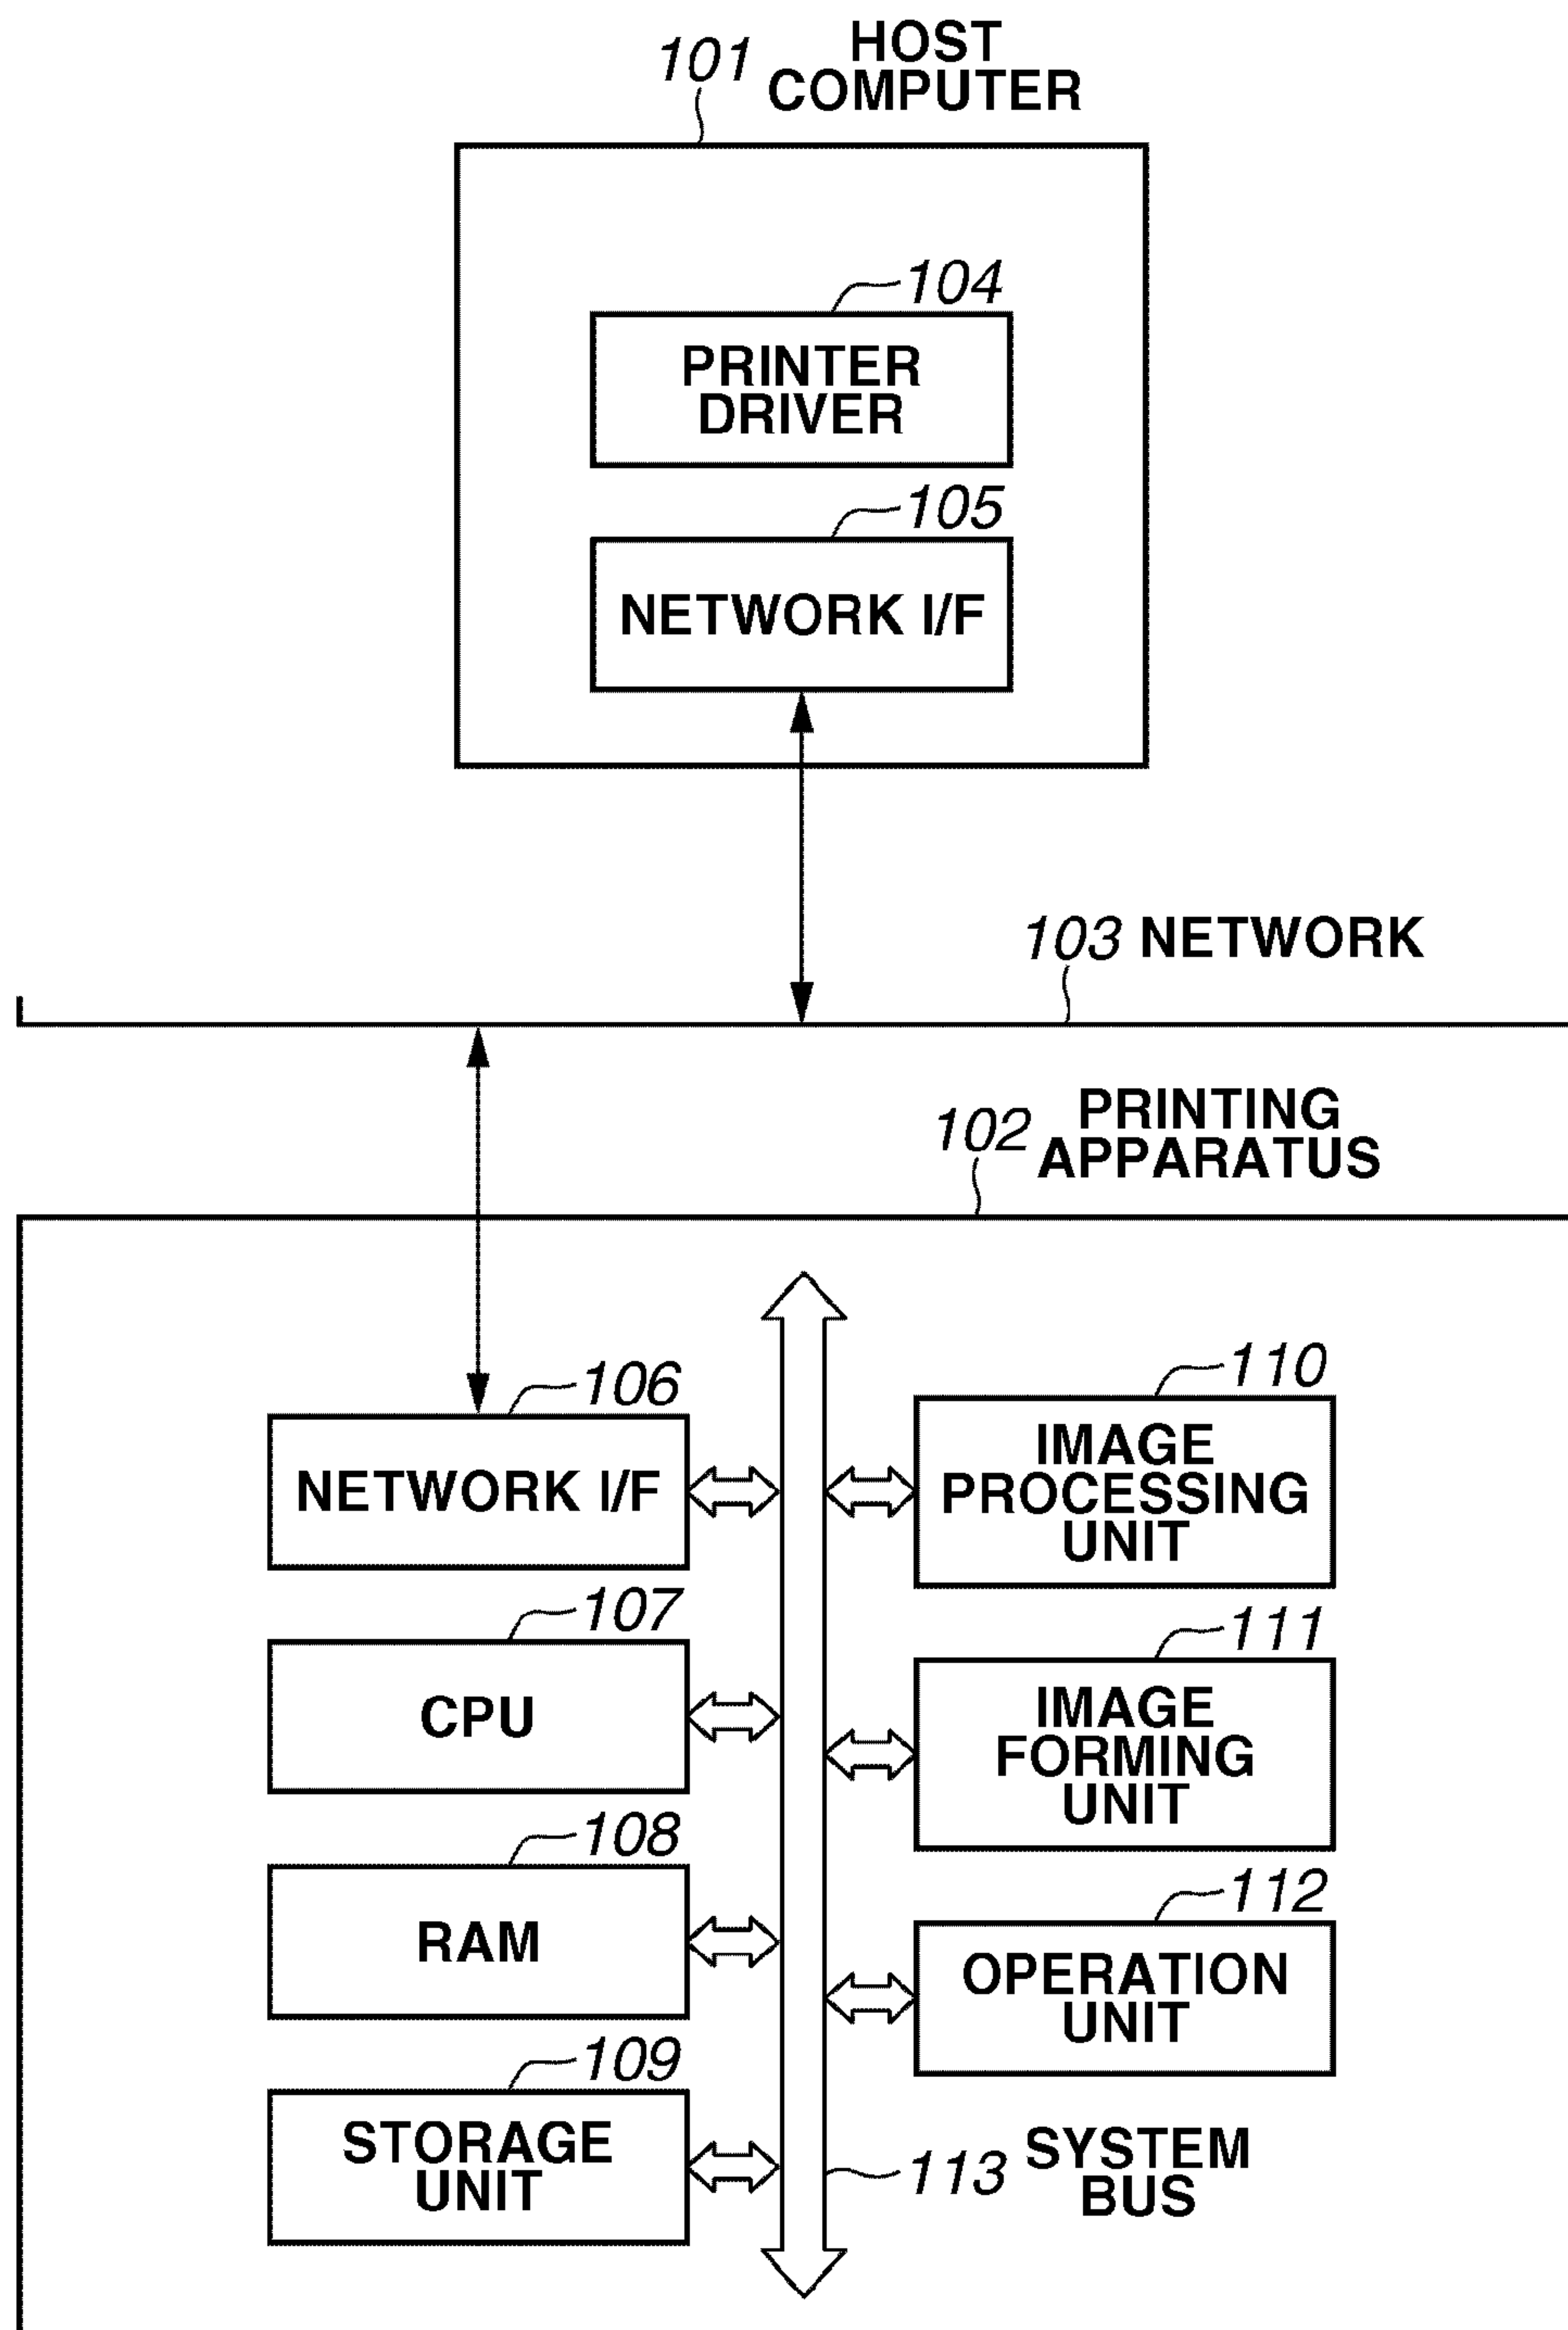 101 HOST
COMPUTER
104
PRINTER
DRIVER
105
NETWORK I/F
103 NETWORK
102 PRINTING
APPARATUS
106
NETWORK I/F
107
CPU
108
RAM
109
STORAGE
UNIT
110
IMAGE
PROCESSING
UNIT
111
IMAGE
FORMING
UNIT
112
OPERATION
UNIT
113 SYSTEM
BUS